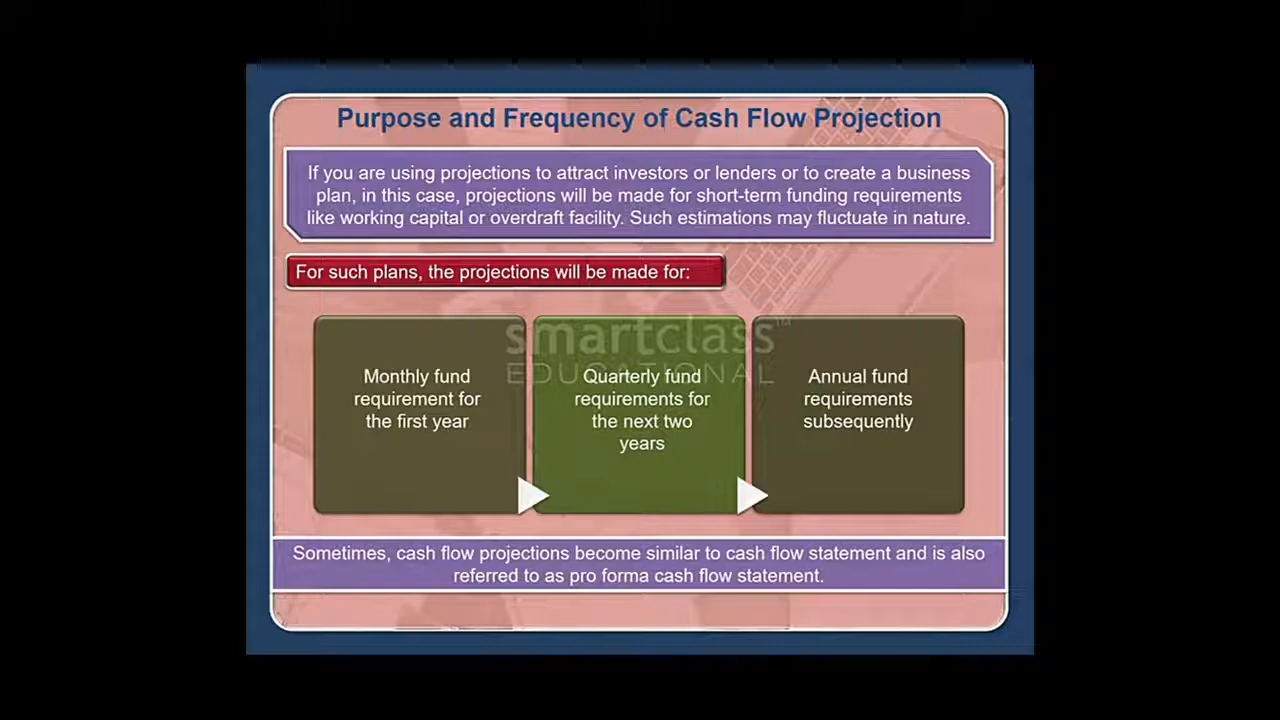 Purpose and Frequency of Cash Flow Projection
If you are using projections to attract investors or lenders or to create a business
plan, in this case, projections will be made for short-term funding requirements
like working capital or overdraft facility. Such estimations may fluctuate in nature.
For such plans, the projections will be made for:
smartclass™
EDUCATIONAL
Monthly fund
requirement for
the first year
Quarterly fund
requirements for
the next two
years
Annual fund
requirements
subsequently
Sometimes, cash flow projections become similar to cash flow statement and is also
referred to as pro forma cash flow statement.